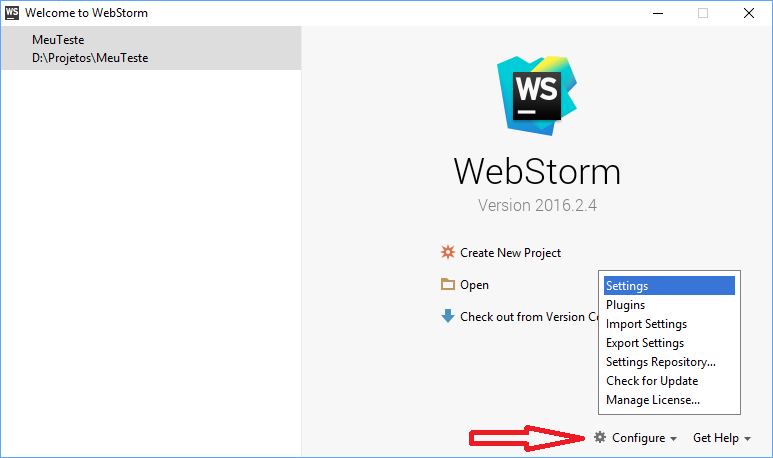 WS Welcome to WebStorm
MeuTeste
D:\Projetos\MeuTeste
WS
WebStorm
Version 2016.2.4
Create New Project
Open
Check out from Version
Settings
Plugins
Import Settings
Export Settings
Settings Repository...
Check for Update
Manage License...
Configure
Get Help